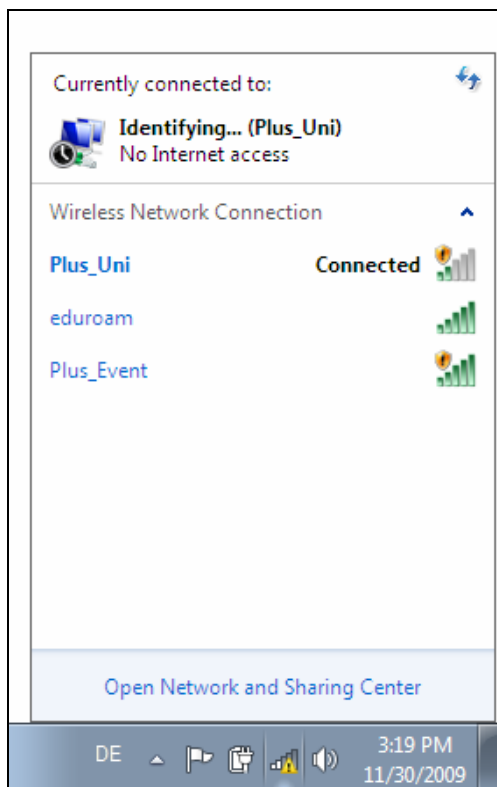 Currently connected to:
Identifying... (Plus_Uni)
No Internet access
Wireless Network Connection
Plus_Uni Connected
eduroam
Plus_Event
Open Network and Sharing Center
DE 3:19 PM
11/30/2009